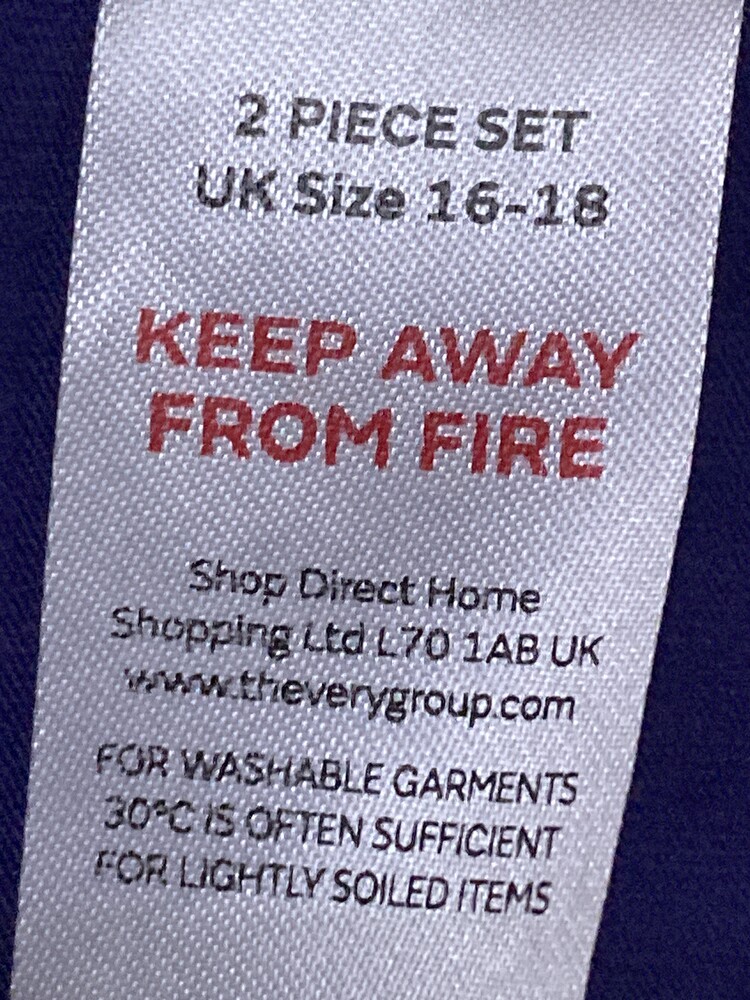 2 PIECE SET
UK Size 16-18
KEEP AWAY
FROM FIRE
Shop Direct Home
Shopping Ltd L70 1AB UK
www.theverygroup.com
FOR WASHABLE GARMENTS
30°C IS OFTEN SUFFICIENT
FOR LIGHTLY SOILED ITEMS